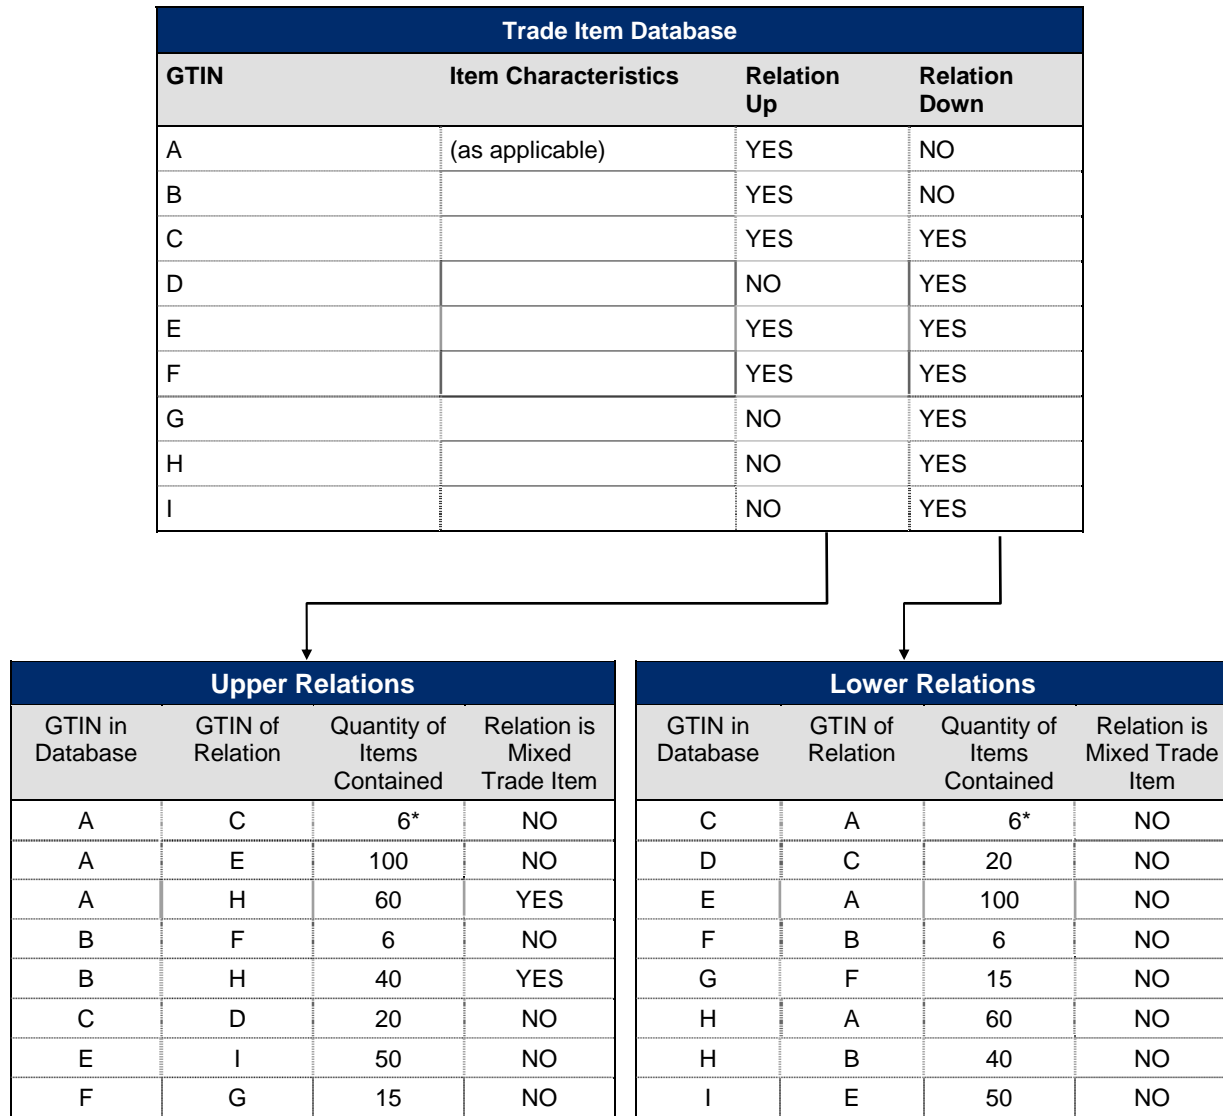 Trade Item Database
GTIN Item Characteristics Relation Up Relation Down
A (as applicable) YES NO
B YES NO
C YES YES
D NO YES
E YES YES
F YES YES
G NO YES
H NO YES
I NO YES
Upper Relations
GTIN in Database GTIN of Relation Quantity of Items Contained Relation is Mixed Trade Item
A C 6* NO
A E 100 NO
A H 60 YES
B F 6 NO
B H 40 YES
C D 20 NO
E I 50 NO
F G 15 NO
Lower Relations
GTIN in Database GTIN of Relation Quantity of Items Contained Relation is Mixed Trade Item
C A 6* NO
D C 20 NO
E A 100 NO
F B 6 NO
G F 15 NO
H A 60 NO
H B 40 NO
I E 50 NO